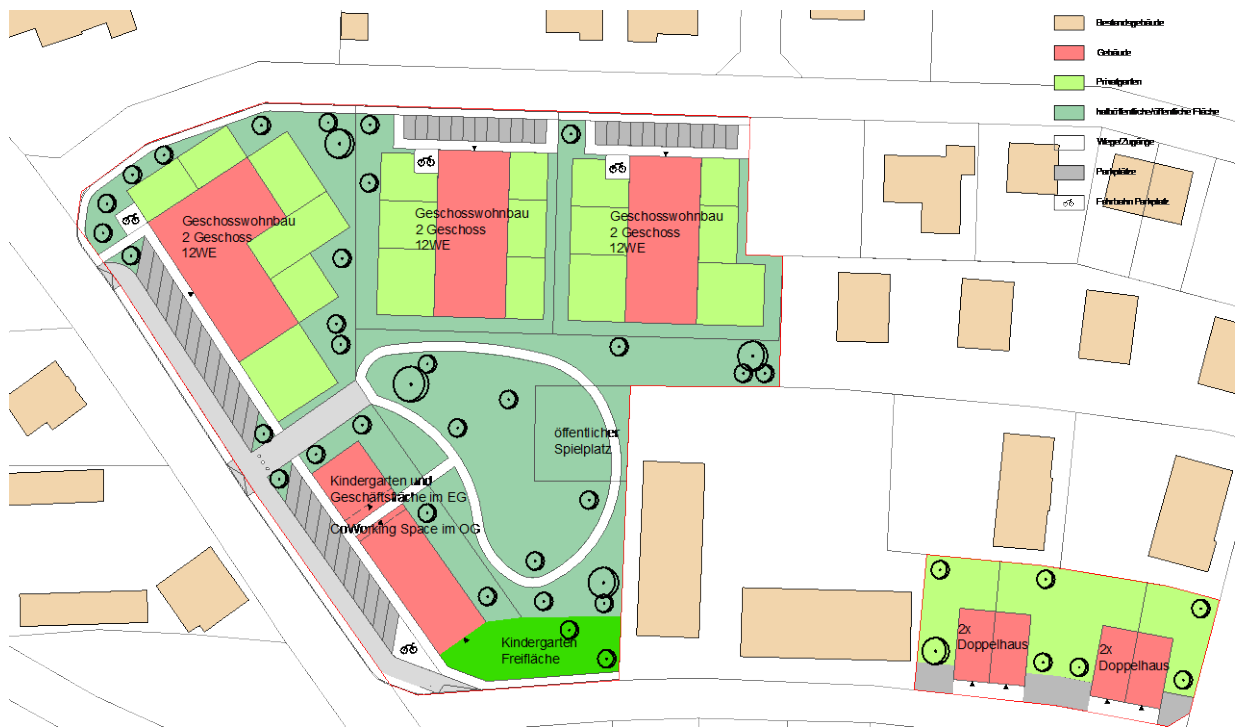 Bestandsgebäude
Gebäude
Privatgarten
halböffentliche/öffentliche Fläche
Wege/Zugänge
Parkplätze
Fahrbahn Parkplatz
Geschosswohnbau
2 Geschoss
12WE
Geschosswohnbau
2 Geschoss
12WE
Geschosswohnbau
2 Geschoss
12WE
öffentlicher
Spielplatz
Kindergarten und
Geschäftsfläche im EG
CoWorking Space im OG
Kindergarten
Freifläche
2x
Doppelhaus
2x
Doppelhaus